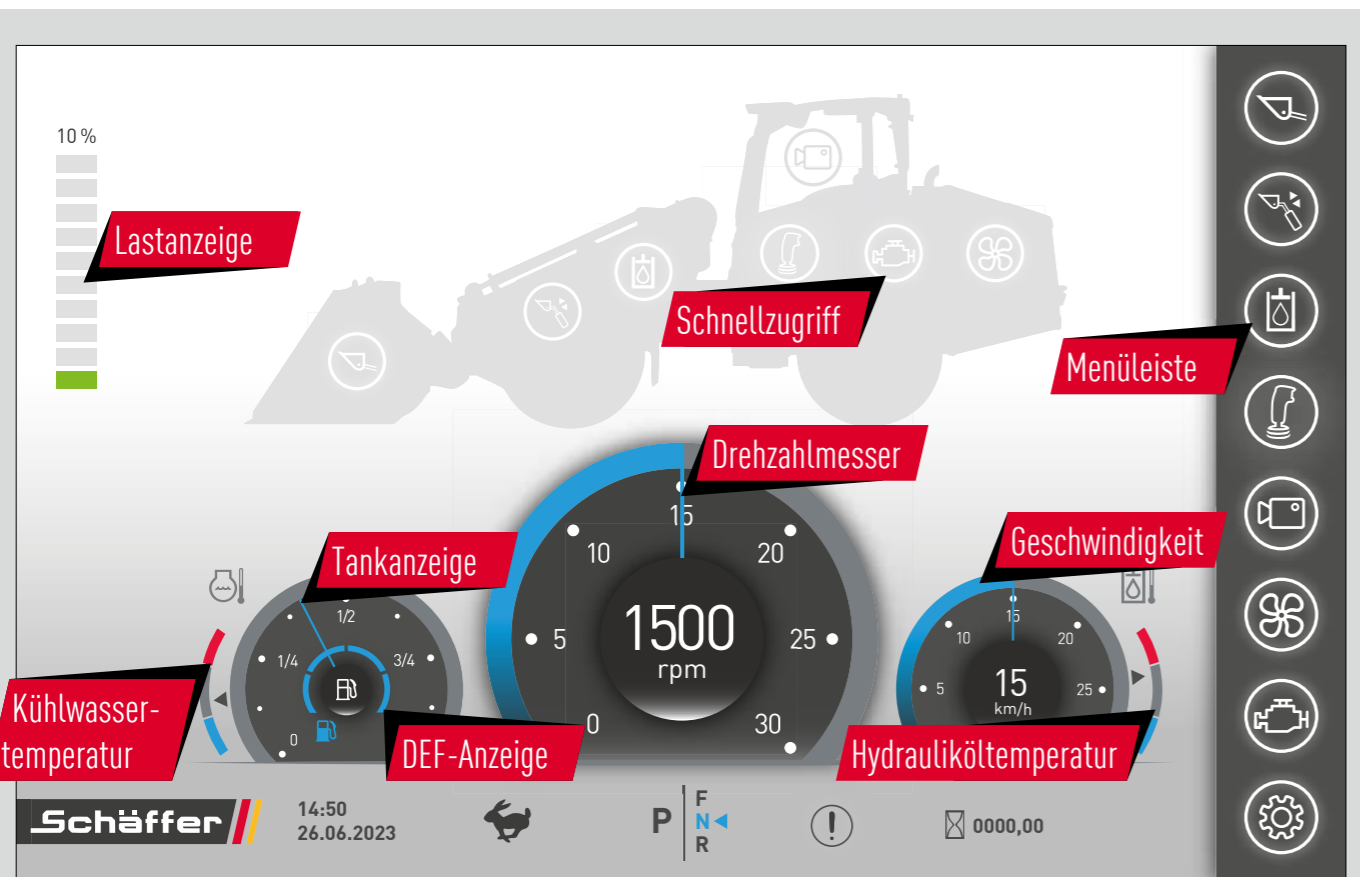 10 %
Lastanzeige
Schnellzugriff
Menüleiste
Drehzahlmesser
Geschwindigkeit
Tankanzeige
0
1/4
1/2
3/4
0
5
10
15
20
25
30
1500
rpm
5
10
15
20
25
15
km/h
Kühlwasser-
temperatur
DEF-Anzeige
Hydrauliköltemperatur
Schäffer
14:50
26.06.2023
P
F
N
R
0000,00